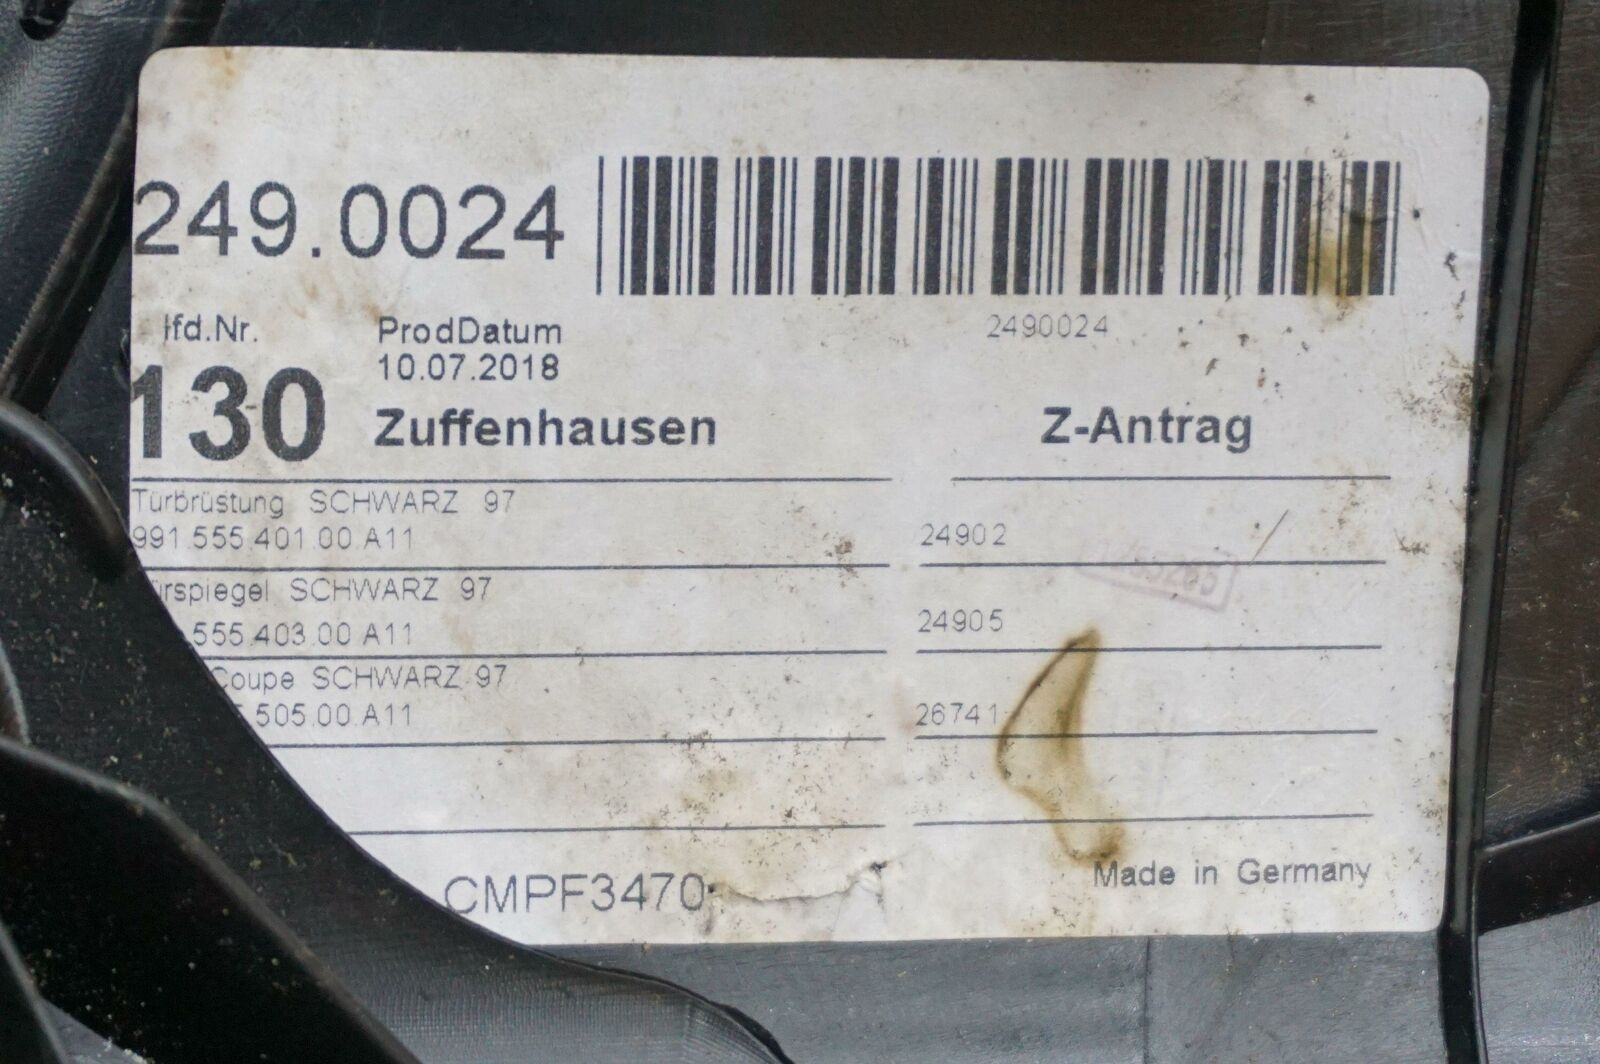 249.0024
lfd.Nr. ProdDatum 2490024
10.07.2018
130 Zuffenhausen Z-Antrag
Türbrüstung SCHWARZ 97
991.555.401.00.A11 24902
SCHWARZ 97
555.403.00.A11 24905
Coupe SCHWARZ 97
505.00.A11 26741
CMPF3470 Made in Germany